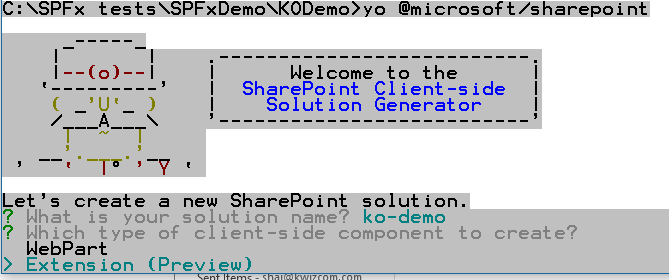 C:\SPFx tests\SPFxDemo\KODemo>yo @microsoft/sharepoint
Welcome to the
SharePoint Client-side
Solution Generator
Let's create a new SharePoint solution.
? What is your solution name? ko-demo
? Which type of client-side component to create?
WebPart
> Extension (Preview)
Sent Items - shai@kwizcom.com